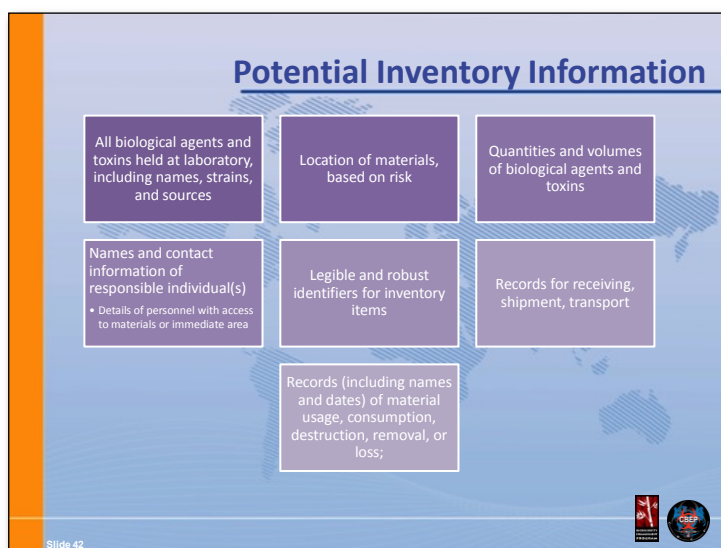 Potential Inventory Information
All biological agents and
toxins held at laboratory,
including names, strains,
and sources
Location of materials,
based on risk
Quantities and volumes
of biological agents and
toxins
Names and contact
information of
responsible individual(s)
• Details of personnel with access
to materials or immediate area
Legible and robust
identifiers for inventory
items
Records for receiving,
shipment, transport
Records (including names
and dates) of material
usage, consumption,
destruction, removal, or
loss;
Slide 42
BIOSECURITY
ENGAGEMENT
PROGRAM
CBEP